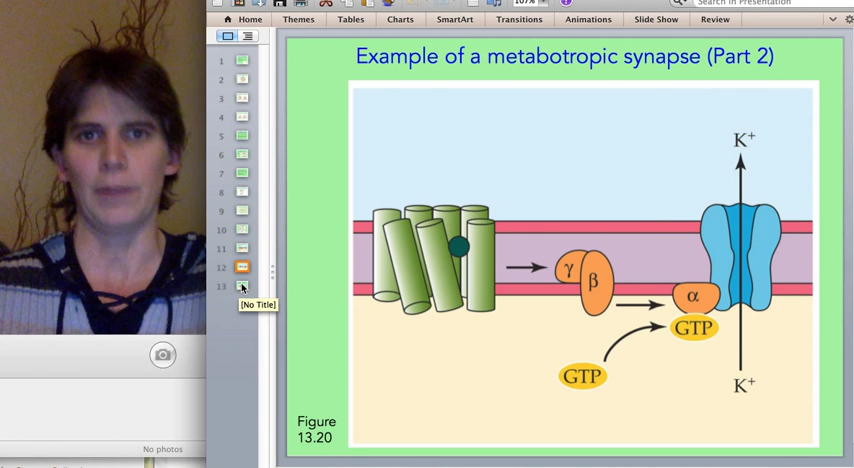 107%
Search in Presentation
Home
Themes
Tables
Charts
SmartArt
Transitions
Animations
Slide Show
Review
1
2
3
4
5
6
7
8
9
10
11
12
13
[No Title]
No photos
Example of a metabotropic synapse (Part 2)
K+
γ
β
α
GTP
GTP
K+
Figure
13.20